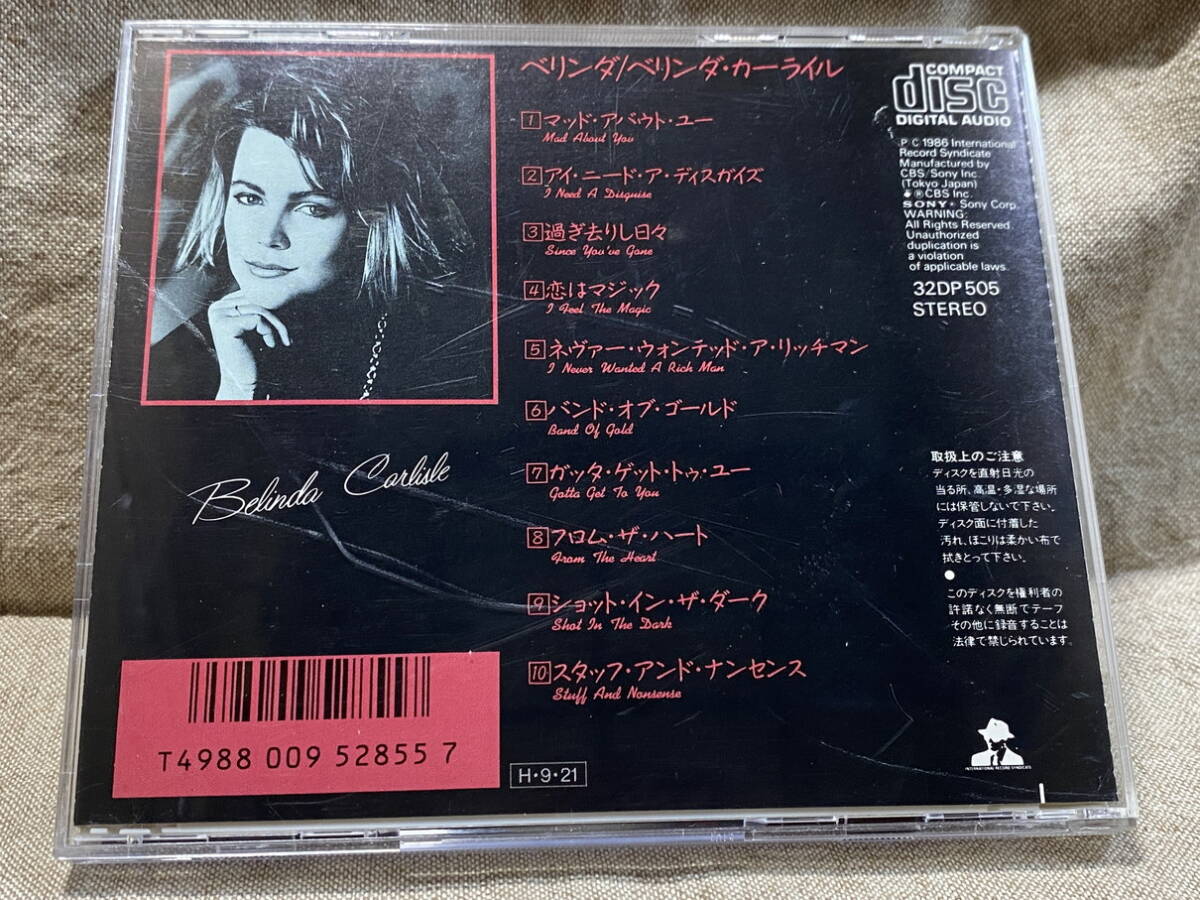 ベリンダ/ベリンダ・カーライル
1 マッド・アバウト・ユー
Mad About You
2 アイ・ニード・ア・ディスガイズ
I Need A Disguise
3 過ぎ去りし日々
Since You've Gone
4 恋はマジック
I Feel The Magic
5 ネヴァー・ウォンテッド・ア・リッチマン
I Never Wanted A Rich Man
6 バンド・オブ・ゴールド
Band Of Gold
7 ガッタ・ゲット・トゥ・ユー
Gotta Get To You
8 フロム・ザ・ハート
From The Heart
9 ショット・イン・ザ・ダーク
Shot In The Dark
10 スタッフ・アンド・ナンセンス
Stuff And Nonsense
Belinda Carlisle
T4988 009 52855 7
H・9・21
COMPACT
disc
DIGITAL AUDIO
P C 1986 International
Record Syndicate
Manufactured by
CBS/Sony Inc.
(Tokyo Japan)
℗CBS Inc.
SONY® Sony Corp.
WARNING:
All Rights Reserved.
Unauthorized
duplication is
a violation
of applicable laws.
32DP 505
STEREO
取扱上のご注意
ディスクを直射日光の
当る所、高温・多湿な場所
には保管しないで下さい。
ディスク面に付着した
汚れ、ほこりは柔かい布で
拭きとって下さい。
このディスクを権利者の
許諾なく無断でテープ
その他に録音することは
法律で禁じられています。
INTERNATIONAL RECORD SYNDICATE